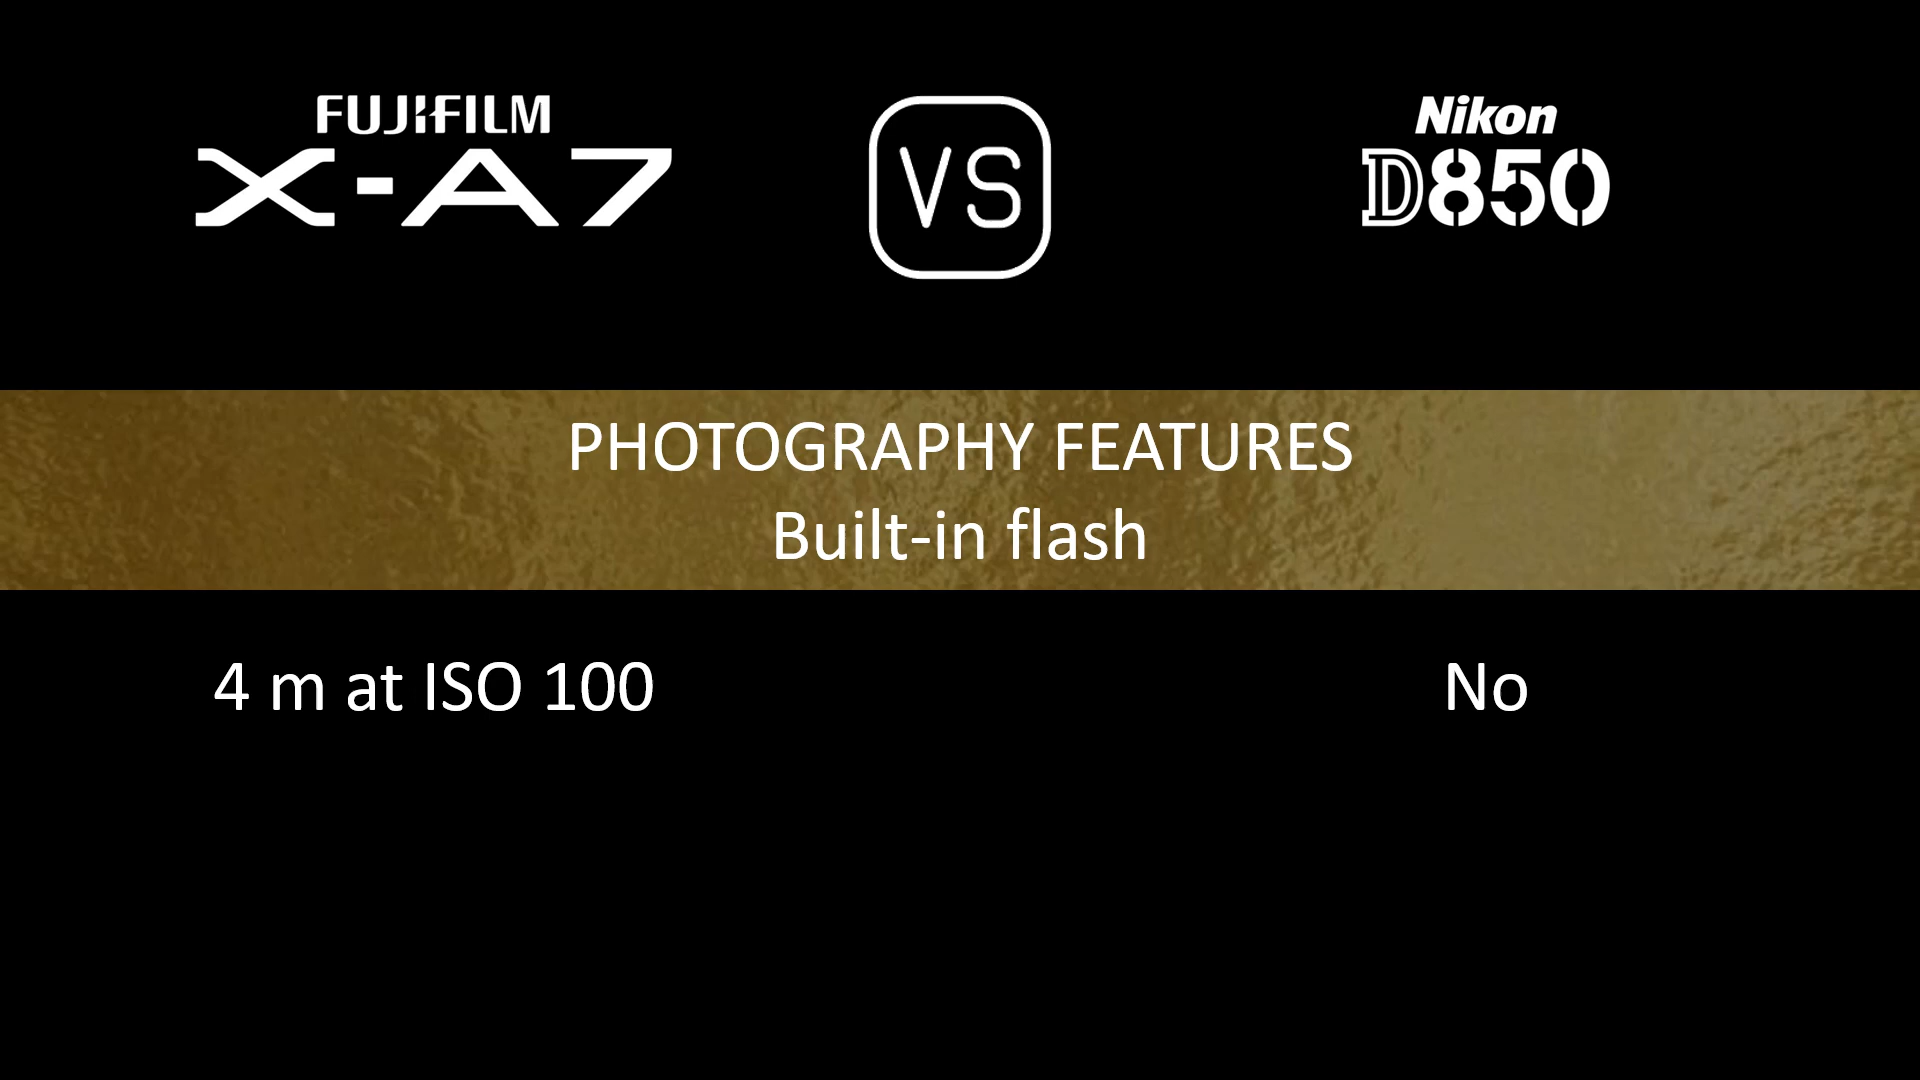 FUJIFILM
X-A7
VS
Nikon
D850
PHOTOGRAPHY FEATURES
Built-in flash
4 m at ISO 100
No